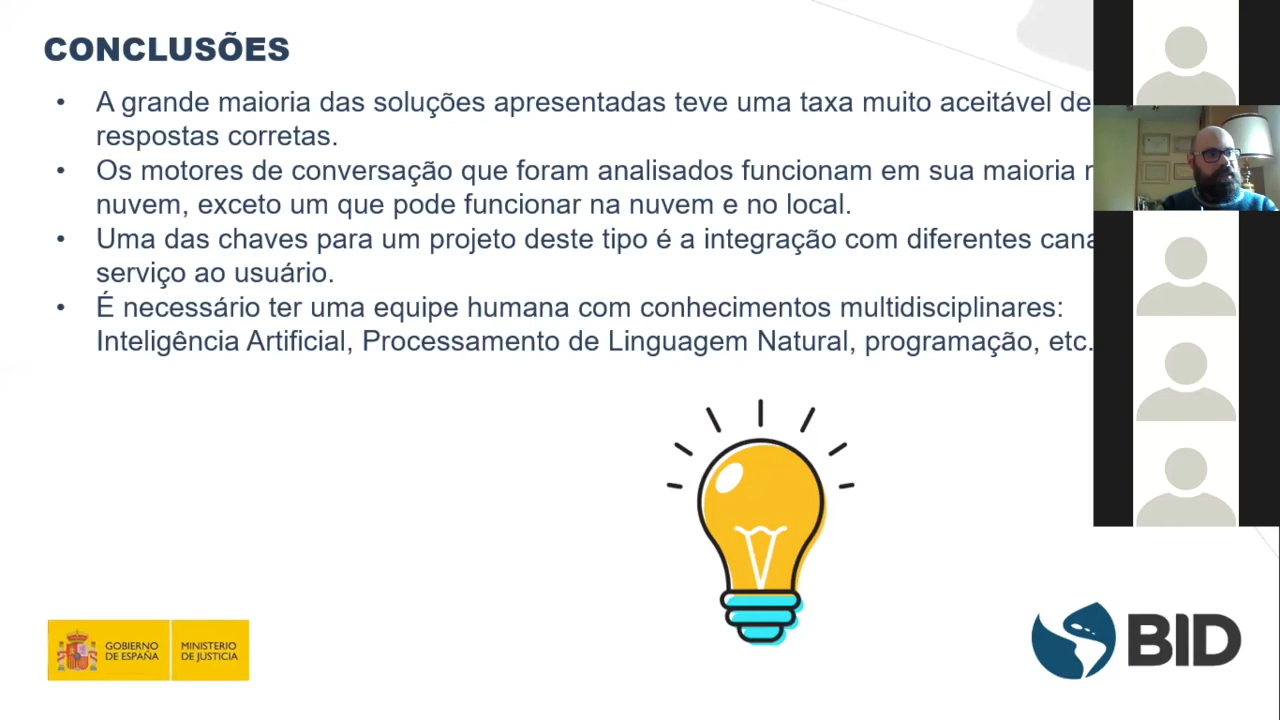 CONCLUSÕES
• A grande maioria das soluções apresentadas teve uma taxa muito aceitável de
respostas corretas.
• Os motores de conversação que foram analisados funcionam em sua maioria
nuvem, exceto um que pode funcionar na nuvem e no local.
• Uma das chaves para um projeto deste tipo é a integração com diferentes
serviço ao usuário.
• É necessário ter uma equipe humana com conhecimentos multidisciplinares:
Inteligência Artificial, Processamento de Linguagem Natural, programação, etc.
GOBIERNO
DE ESPAÑA
MINISTERIO
DE JUSTICIA
BID